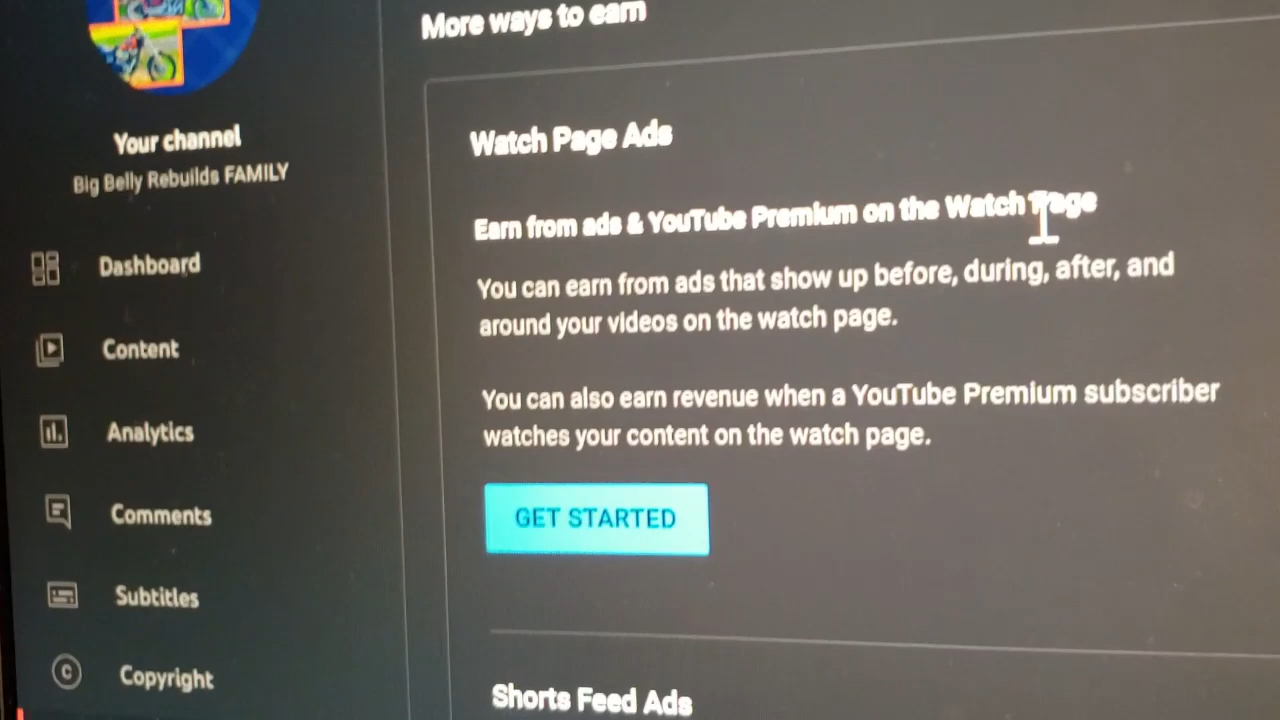 More ways to earn
Your channel
Big Belly Rebuilds FAMILY
Dashboard
Content
Analytics
Comments
Subtitles
Copyright
Watch Page Ads
Earn from ads & YouTube Premium on the Watch Page
You can earn from ads that show up before, during, after, and
around your videos on the watch page.
You can also earn revenue when a YouTube Premium subscriber
watches your content on the watch page.
GET STARTED
Shorts Feed Ads